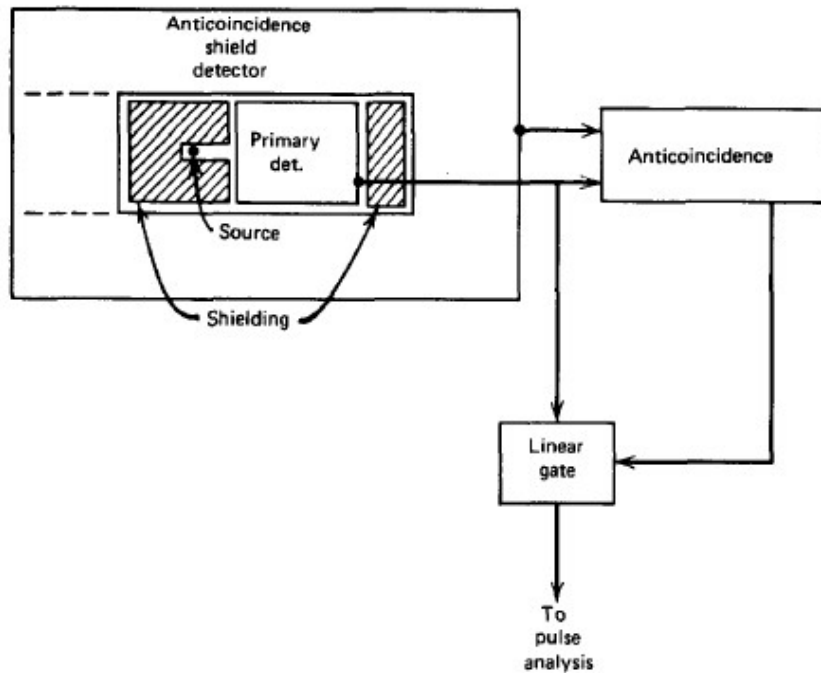 Anticoincidence
shield
detector
Primary
det.
Source
Shielding
Anticoincidence
Linear
gate
To
pulse
analysis